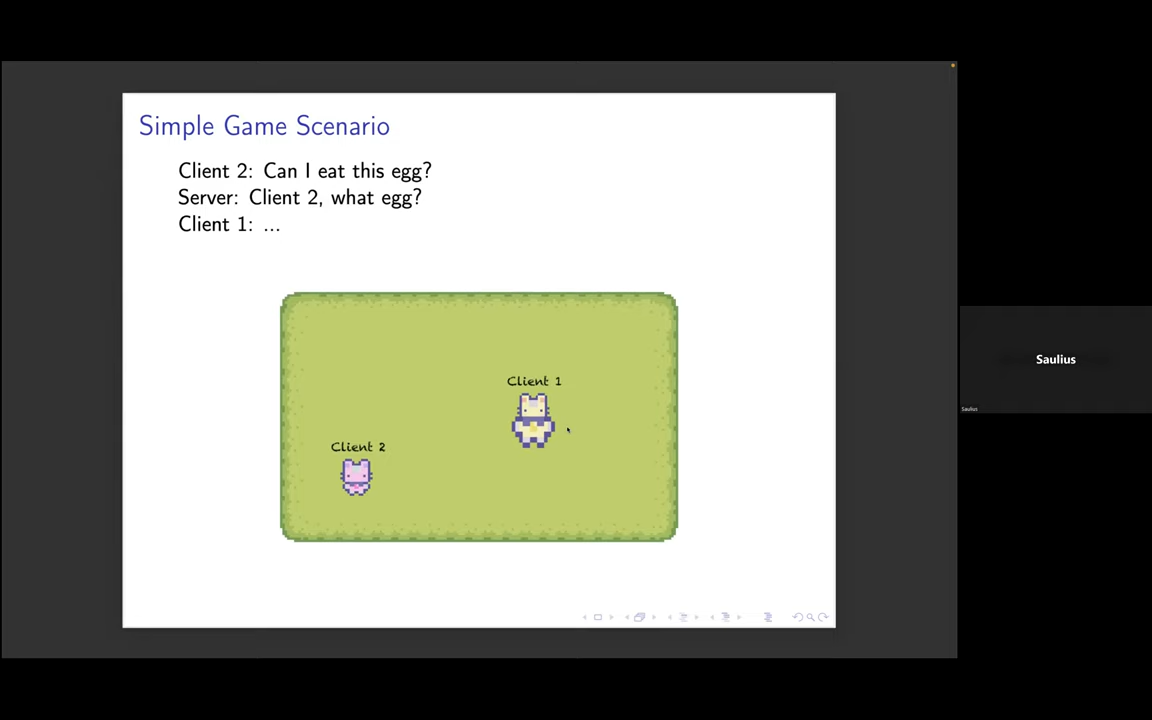 Simple Game Scenario
Client 2: Can I eat this egg?
Server: Client 2, what egg?
Client 1: ...
Client 1
Client 2
Saulius
Saulius